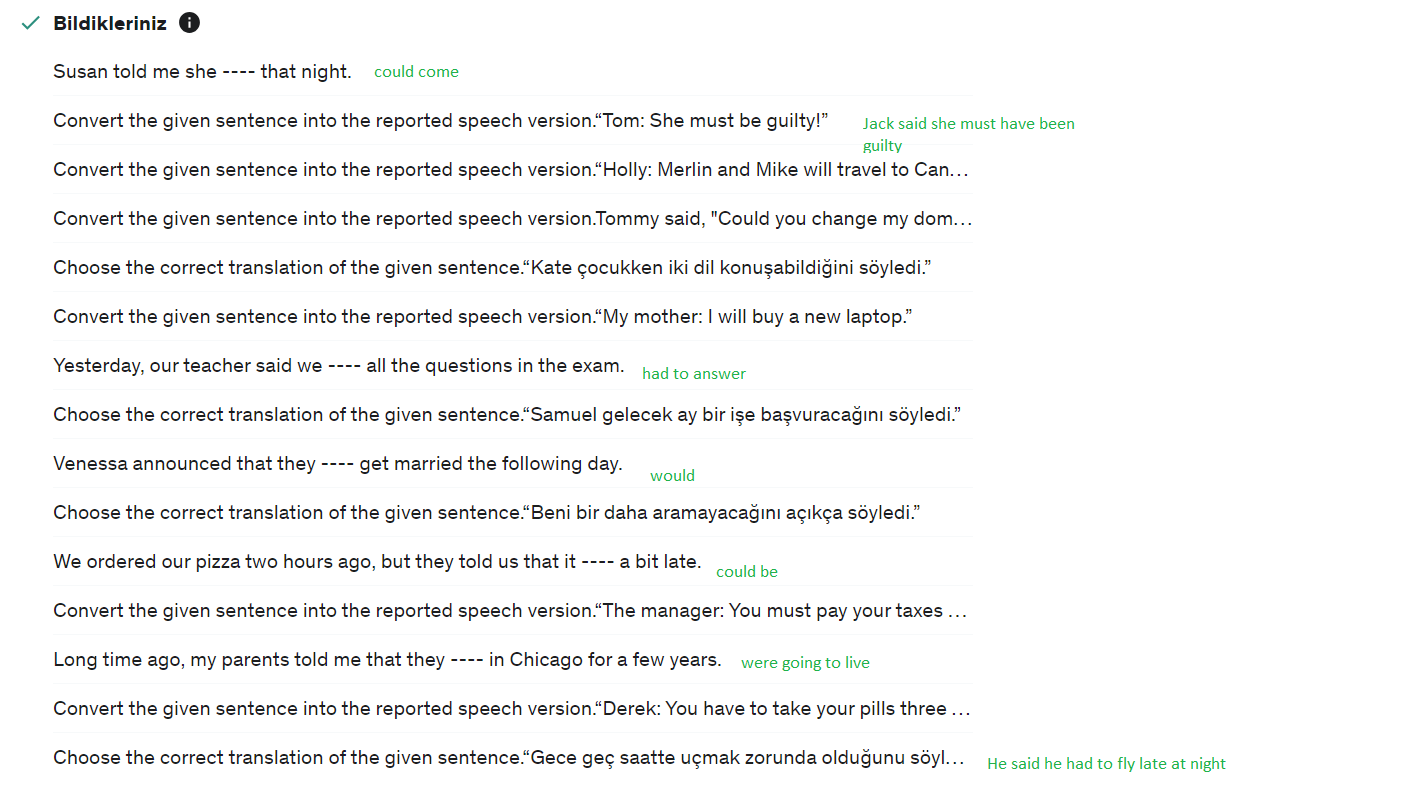 Bildikleriniz
Susan told me she ---- that night. could come
Convert the given sentence into the reported speech version.“Tom: She must be guilty!” Jack said she must have been
guilty
Convert the given sentence into the reported speech version.“Holly: Merlin and Mike will travel to Can…
Convert the given sentence into the reported speech version.Tommy said, "Could you change my dom…
Choose the correct translation of the given sentence.“Kate çocukken iki dil konuşabildiğini söyledi.”
Convert the given sentence into the reported speech version.“My mother: I will buy a new laptop.”
Yesterday, our teacher said we ---- all the questions in the exam. had to answer
Choose the correct translation of the given sentence.“Samuel gelecek ay bir işe başvuracağını söyledi.”
Venessa announced that they ---- get married the following day. would
Choose the correct translation of the given sentence.“Beni bir daha aramayacağını açıkça söyledi.”
We ordered our pizza two hours ago, but they told us that it ---- a bit late. could be
Convert the given sentence into the reported speech version.“The manager: You must pay your taxes …
Long time ago, my parents told me that they ---- in Chicago for a few years. were going to live
Convert the given sentence into the reported speech version.“Derek: You have to take your pills three …
Choose the correct translation of the given sentence.“Gece geç saatte uçmak zorunda olduğunu söyl… He said he had to fly late at night